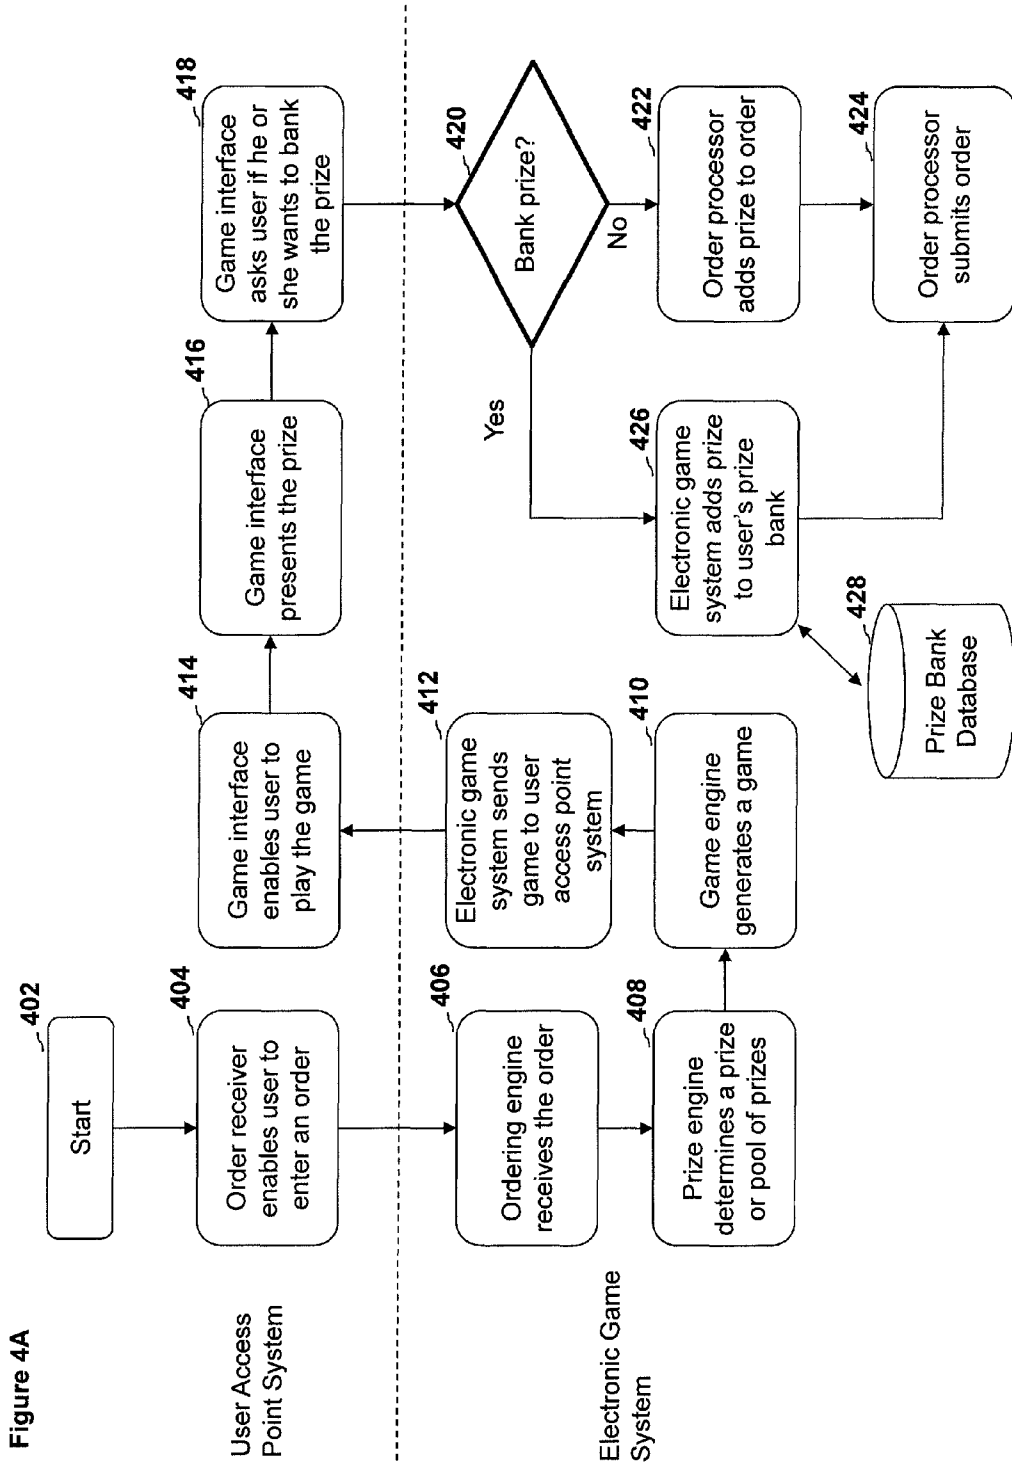 Figure 4A
User Access
Point System
402
Start
404
Order receiver
enables user to
enter an order
414
Game interface
enables user to
play the game
416
Game interface
presents the prize
418
Game interface
asks user if he or
she wants to bank
the prize
Electronic Game
System
406
Ordering engine
receives the order
408
Prize engine
determines a prize
or pool of prizes
412
Electronic game
system sends
game to user
access point
system
410
Game engine
generates a game
420
Bank prize?
Yes
No
426
Electronic game
system adds prize
to user's prize
bank
428
Prize Bank
Database
422
Order processor
adds prize to order
424
Order processor
submits order